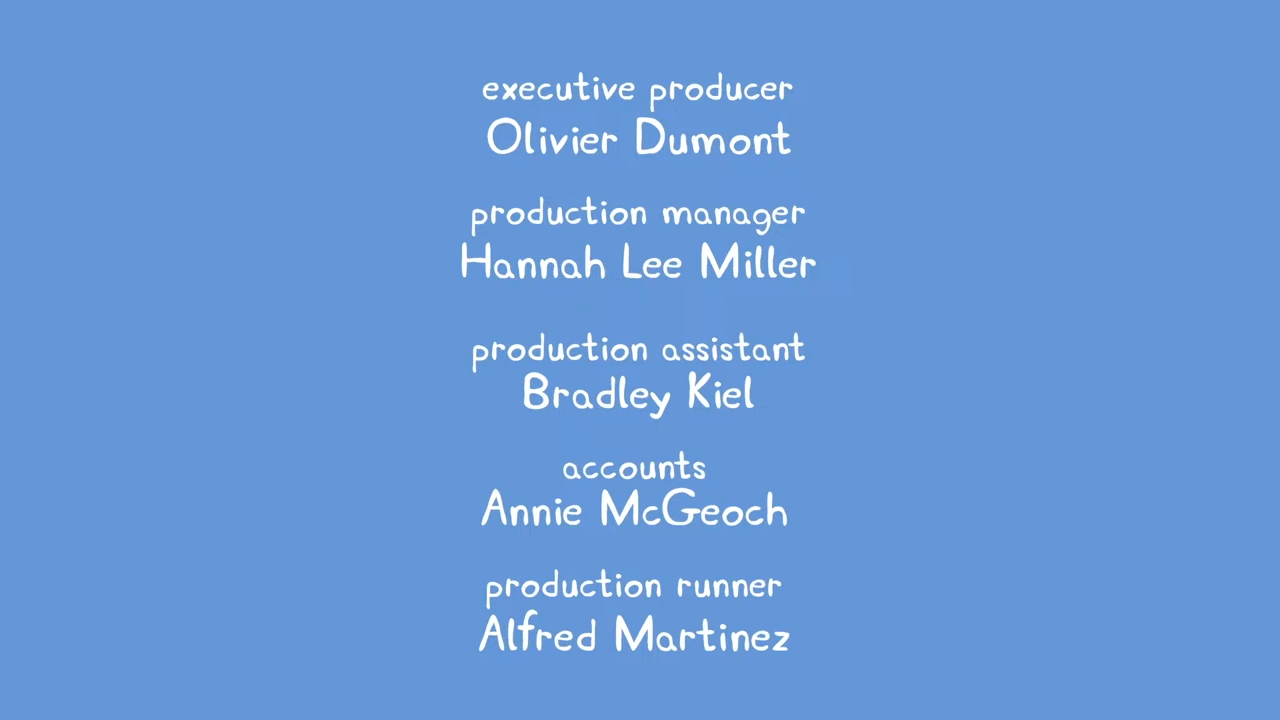 executive producer
Olivier Dumont
production manager
Hannah Lee Miller
production assistant
Bradley Kiel
accounts
Annie McGeoch
production runner
Alfred Martinez